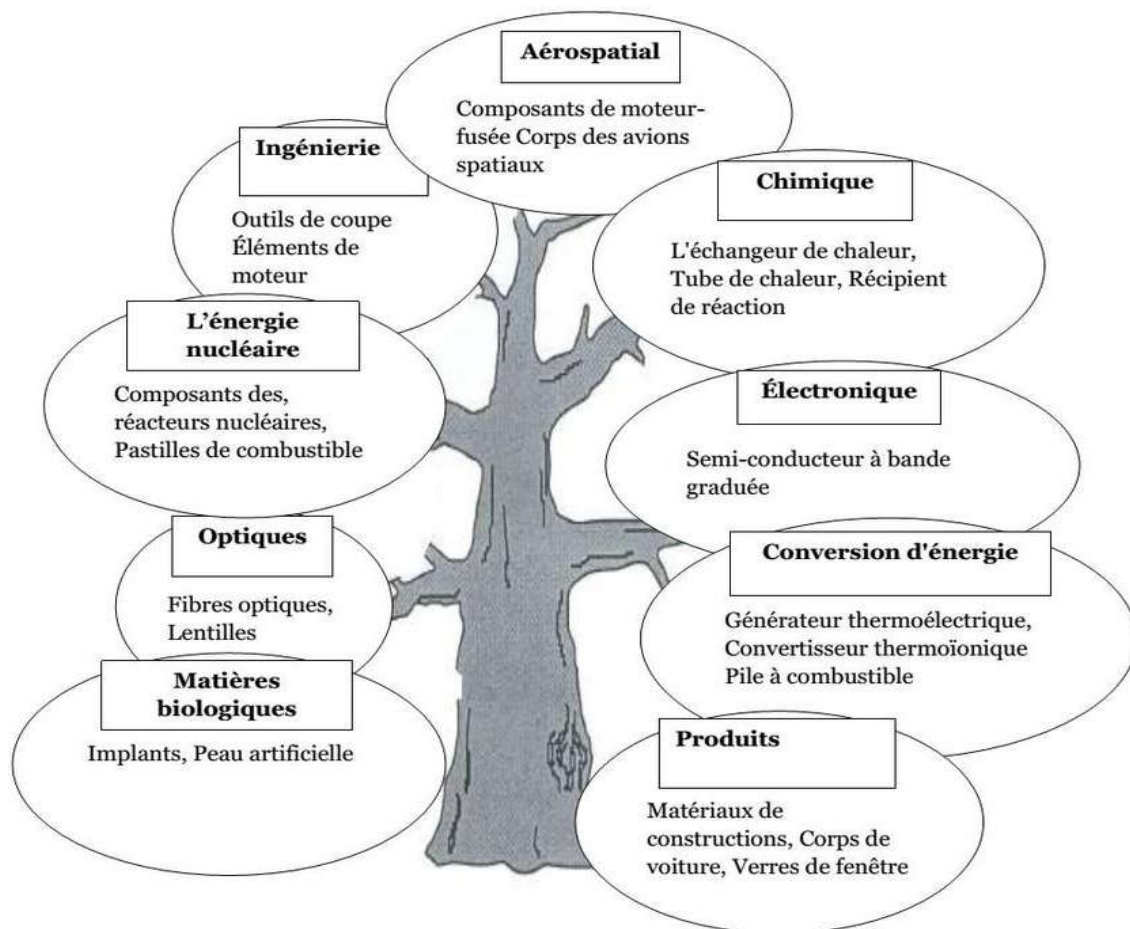 Aérospatial
Composants de moteur-
fusée Corps des avions
spatiaux
Ingénierie
Outils de coupe
Éléments de
moteur
Chimique
L'échangeur de chaleur,
Tube de chaleur, Récipient
de réaction
L'énergie
nucléaire
Composants des,
réacteurs nucléaires,
Pastilles de combustible
Électronique
Semi-conducteur à bande
graduée
Optiques
Fibres optiques,
Lentilles
Conversion d'énergie
Générateur thermoélectrique,
Convertisseur thermoïonique
Pile à combustible
Matières
biologiques
Implants, Peau artificielle
Produits
Matériaux de
constructions, Corps de
voiture, Verres de fenêtre